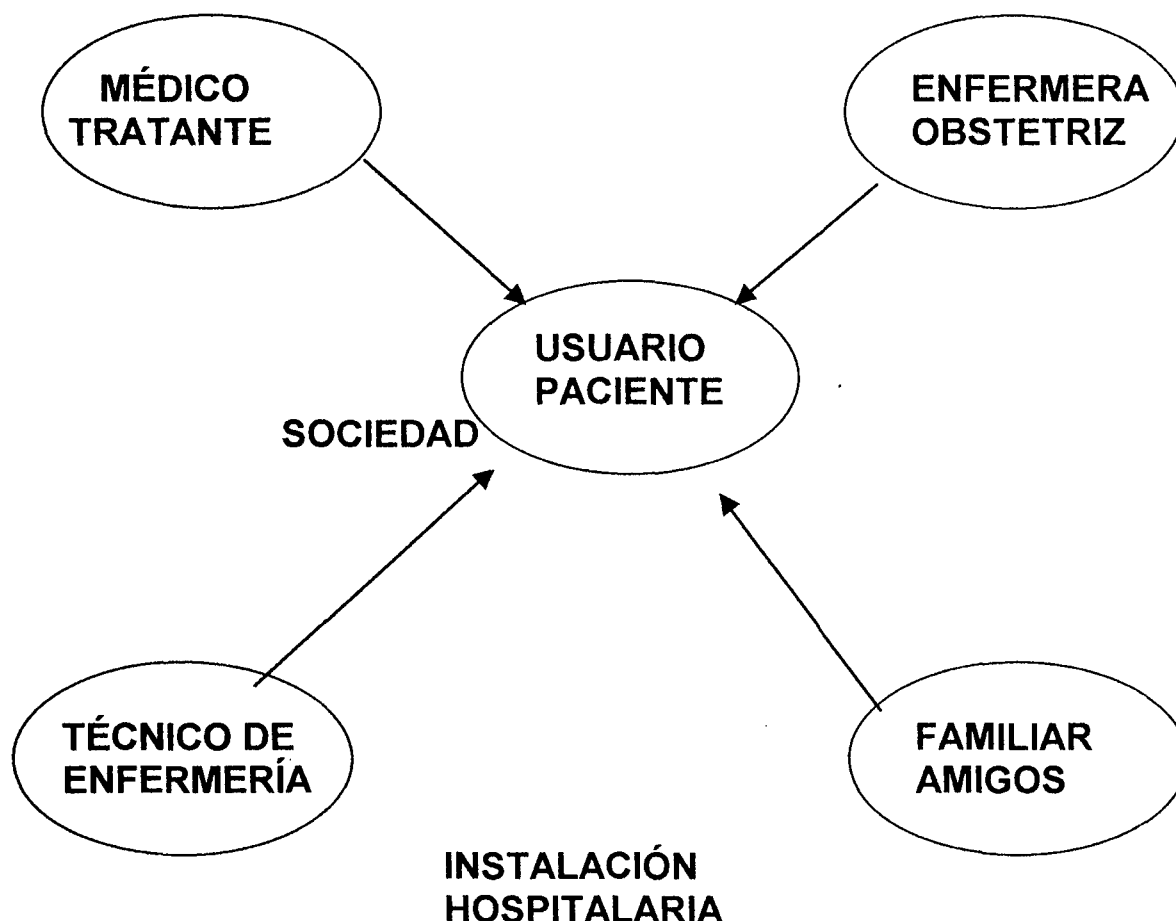 MÉDICO
TRATANTE
ENFERMERA
OBSTETRIZ
USUARIO
PACIENTE
SOCIEDAD
TÉCNICO DE
ENFERMERÍA
FAMILIAR
AMIGOS
INSTALACIÓN
HOSPITALARIA